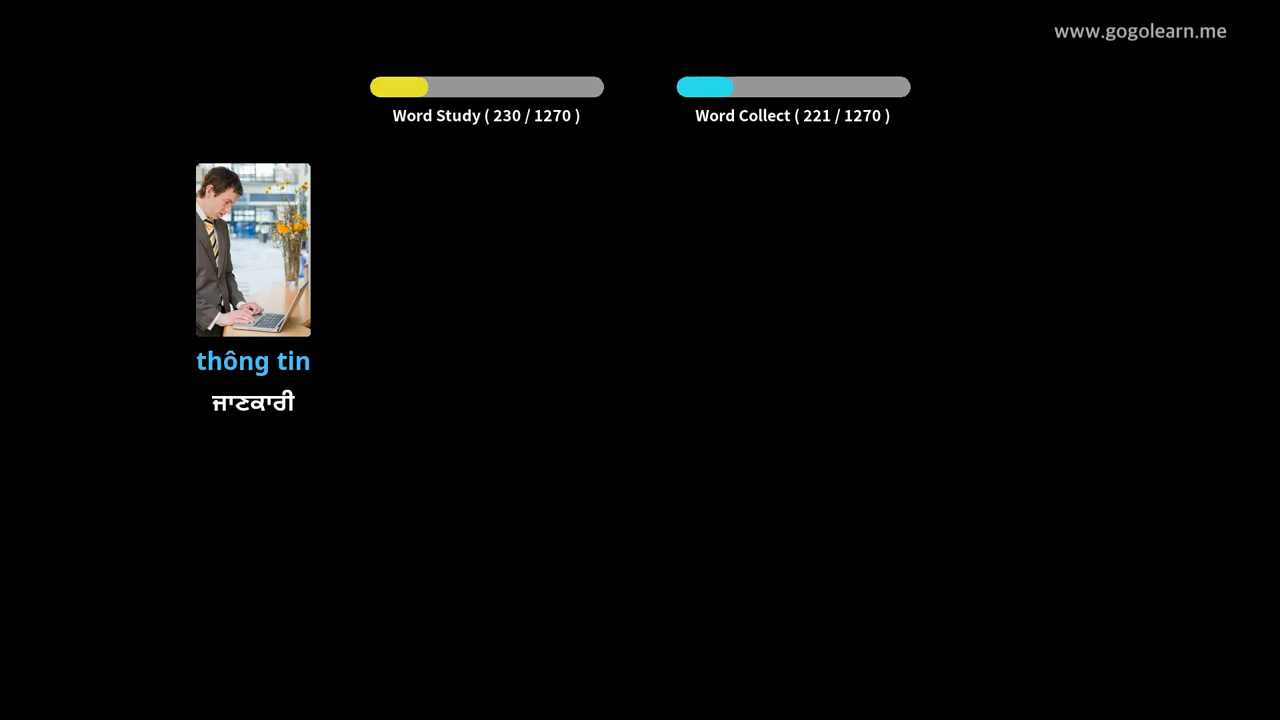 www.gogolearn.me
Word Study ( 230 / 1270 )
Word Collect ( 221 / 1270 )
thông tin
ਜਾਣਕਾਰੀ